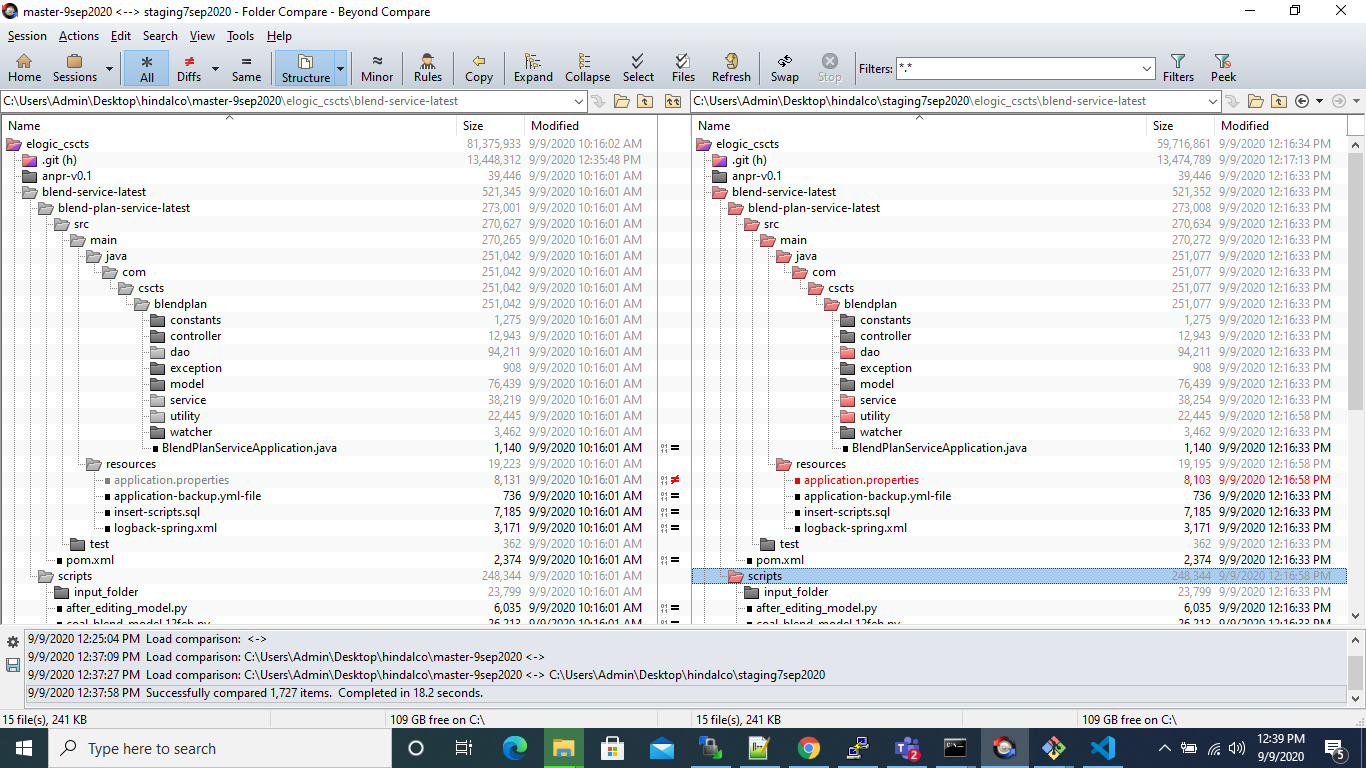 master-9sep2020 <--> staging7sep2020 - Folder Compare - Beyond Compare
Session Actions Edit Search View Tools Help
Home Sessions All Diffs Same Structure Minor Rules Copy Expand Collapse Select Files Refresh Swap Stop Filters: *.* Filters Peek
C:\Users\Admin\Desktop\hindalco\master-9sep2020\elogic_cscts\blend-service-latest C:\Users\Admin\Desktop\hindalco\staging7sep2020\elogic_cscts\blend-service-latest
Name Size Modified Name Size Modified
elogic_cscts 81,375,933 9/9/2020 10:16:02 AM elogic_cscts 59,716,861 9/9/2020 12:16:34 PM
.git (h) 13,448,312 9/9/2020 12:35:48 PM .git (h) 13,474,789 9/9/2020 12:17:13 PM
anpr-v0.1 39,446 9/9/2020 10:16:01 AM anpr-v0.1 39,446 9/9/2020 12:16:33 PM
blend-service-latest 521,345 9/9/2020 10:16:01 AM blend-service-latest 521,352 9/9/2020 12:16:33 PM
blend-plan-service-latest 273,001 9/9/2020 10:16:01 AM blend-plan-service-latest 273,008 9/9/2020 12:16:33 PM
src 270,627 9/9/2020 10:16:01 AM src 270,634 9/9/2020 12:16:33 PM
main 270,265 9/9/2020 10:16:01 AM main 270,272 9/9/2020 12:16:33 PM
java 251,042 9/9/2020 10:16:01 AM java 251,077 9/9/2020 12:16:33 PM
com 251,042 9/9/2020 10:16:01 AM com 251,077 9/9/2020 12:16:33 PM
cscts 251,042 9/9/2020 10:16:01 AM cscts 251,077 9/9/2020 12:16:33 PM
blendplan 251,042 9/9/2020 10:16:01 AM blendplan 251,077 9/9/2020 12:16:33 PM
constants 1,275 9/9/2020 10:16:01 AM constants 1,275 9/9/2020 12:16:33 PM
controller 12,943 9/9/2020 10:16:01 AM controller 12,943 9/9/2020 12:16:33 PM
dao 94,211 9/9/2020 10:16:01 AM dao 94,211 9/9/2020 12:16:33 PM
exception 908 9/9/2020 10:16:01 AM exception 908 9/9/2020 12:16:33 PM
model 76,439 9/9/2020 10:16:01 AM model 76,439 9/9/2020 12:16:33 PM
service 38,219 9/9/2020 10:16:01 AM service 38,254 9/9/2020 12:16:33 PM
utility 22,445 9/9/2020 10:16:01 AM utility 22,445 9/9/2020 12:16:58 PM
watcher 3,462 9/9/2020 10:16:01 AM watcher 3,462 9/9/2020 12:16:33 PM
BlendPlanServiceApplication.java 1,140 9/9/2020 10:16:01 AM = BlendPlanServiceApplication.java 1,140 9/9/2020 12:16:33 PM
resources 19,223 9/9/2020 10:16:01 AM resources 19,195 9/9/2020 12:16:58 PM
application.properties 8,131 9/9/2020 10:16:01 AM ≠ application.properties 8,103 9/9/2020 12:16:58 PM
application-backup.yml-file 736 9/9/2020 10:16:01 AM = application-backup.yml-file 736 9/9/2020 12:16:33 PM
insert-scripts.sql 7,185 9/9/2020 10:16:01 AM = insert-scripts.sql 7,185 9/9/2020 12:16:33 PM
logback-spring.xml 3,171 9/9/2020 10:16:01 AM = logback-spring.xml 3,171 9/9/2020 12:16:33 PM
test 362 9/9/2020 10:16:01 AM test 362 9/9/2020 12:16:33 PM
pom.xml 2,374 9/9/2020 10:16:01 AM = pom.xml 2,374 9/9/2020 12:16:33 PM
scripts 248,344 9/9/2020 10:16:01 AM scripts 248,344 9/9/2020 12:16:58 PM
input_folder 23,799 9/9/2020 10:16:01 AM input_folder 23,799 9/9/2020 12:16:33 PM
after_editing_model.py 6,035 9/9/2020 10:16:01 AM = after_editing_model.py 6,035 9/9/2020 12:16:33 PM
9/9/2020 12:25:04 PM Load comparison: <->
9/9/2020 12:37:09 PM Load comparison: C:\Users\Admin\Desktop\hindalco\master-9sep2020 <->
9/9/2020 12:37:27 PM Load comparison: C:\Users\Admin\Desktop\hindalco\master-9sep2020 <-> C:\Users\Admin\Desktop\hindalco\staging7sep2020
9/9/2020 12:37:58 PM Successfully compared 1,727 items. Completed in 18.2 seconds.
15 file(s), 241 KB 109 GB free on C:\ 15 file(s), 241 KB 109 GB free on C:\
Type here to search 2 12:39 PM
9/9/2020 5